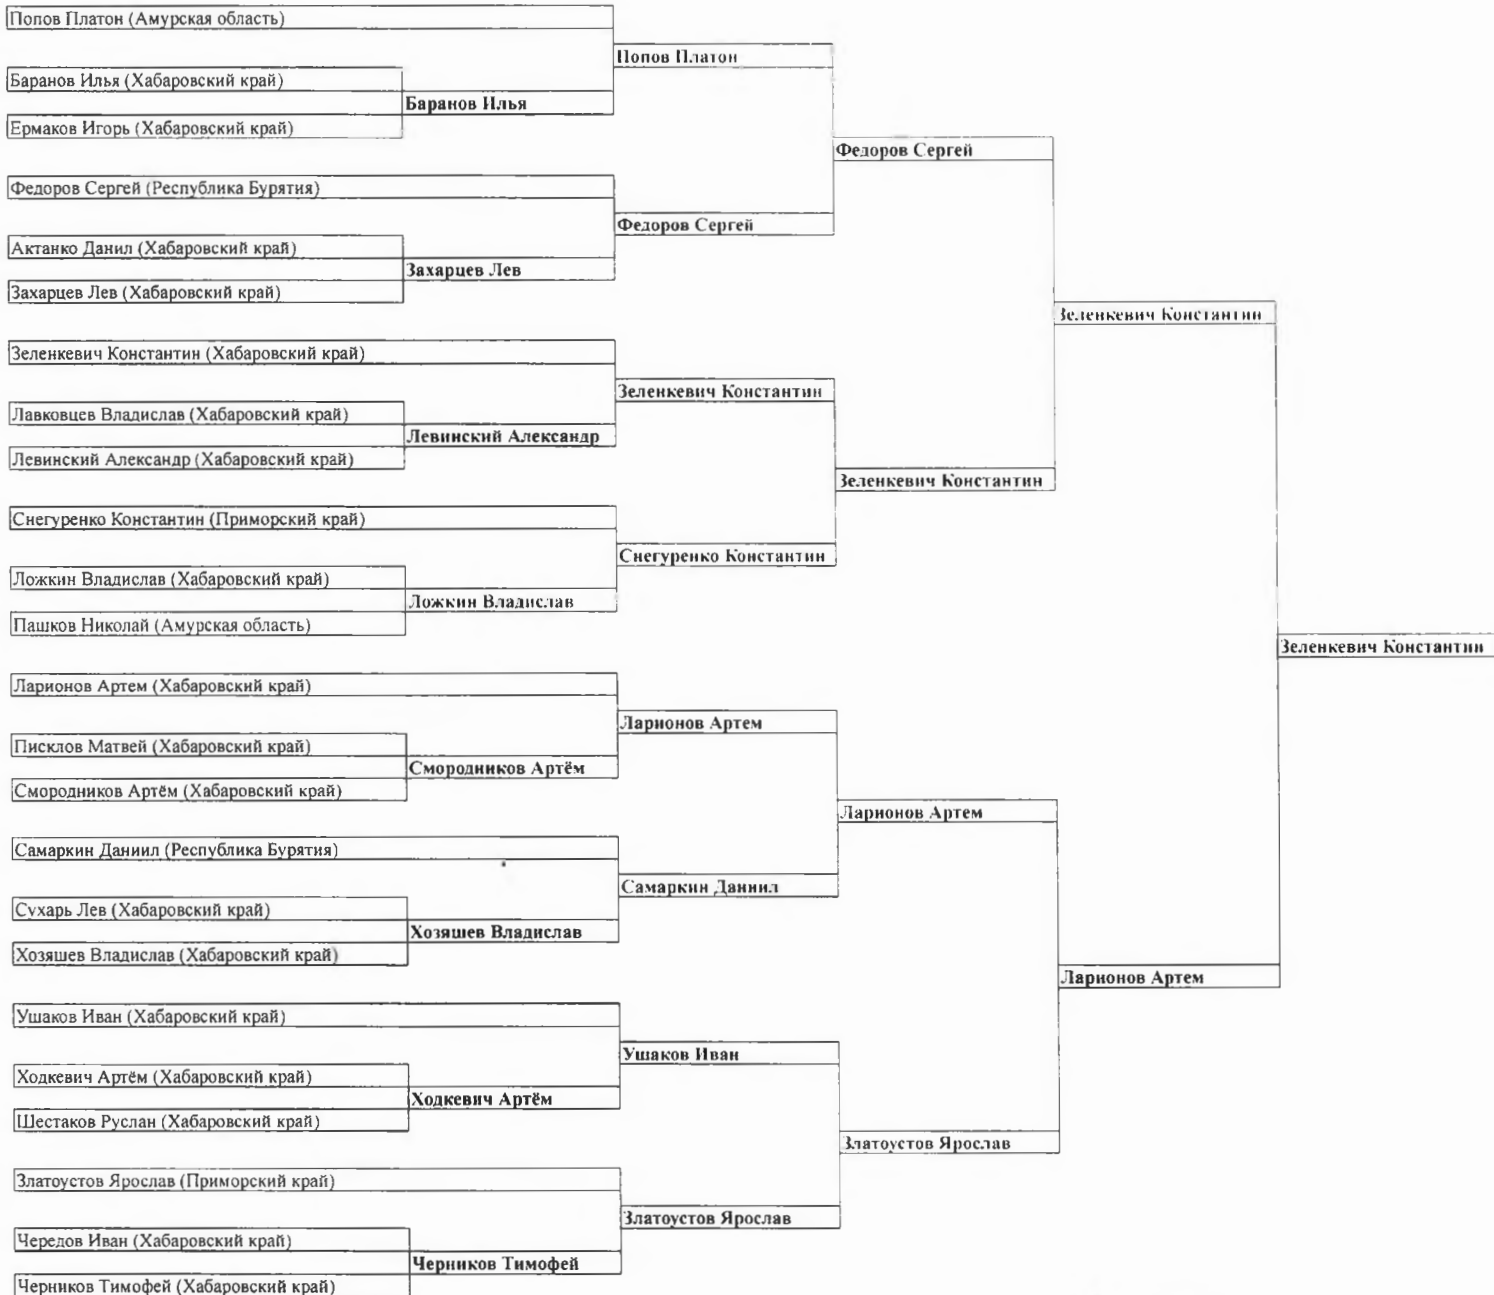 Попов Платон (Амурская область)
Попов Платон
Баранов Илья (Хабаровский край)
Баранов Илья
Ермаков Игорь (Хабаровский край)
Федоров Сергей
Федоров Сергей (Республика Бурятия)
Федоров Сергей
Актанко Данил (Хабаровский край)
Захарцев Лев
Захарцев Лев (Хабаровский край)
Зеленкевич Константин
Зеленкевич Константин (Хабаровский край)
Зеленкевич Константин
Лавковцев Владислав (Хабаровский край)
Левинский Александр
Левинский Александр (Хабаровский край)
Зеленкевич Константин
Снегуренко Константин (Приморский край)
Снегуренко Константин
Ложкин Владислав (Хабаровский край)
Ложкин Владислав
Пашков Николай (Амурская область)
Зеленкевич Константин
Ларионов Артем (Хабаровский край)
Ларионов Артем
Писклов Матвей (Хабаровский край)
Смородников Артём
Смородников Артём (Хабаровский край)
Ларионов Артем
Самаркин Даниил (Республика Бурятия)
Самаркин Даниил
Сухарь Лев (Хабаровский край)
Хозяшев Владислав
Хозяшев Владислав (Хабаровский край)
Ларионов Артем
Ушаков Иван (Хабаровский край)
Ушаков Иван
Ходкевич Артём (Хабаровский край)
Ходкевич Артём
Шестаков Руслан (Хабаровский край)
Златоустов Ярослав
Златоустов Ярослав (Приморский край)
Златоустов Ярослав
Чередов Иван (Хабаровский край)
Черников Тимофей
Черников Тимофей (Хабаровский край)